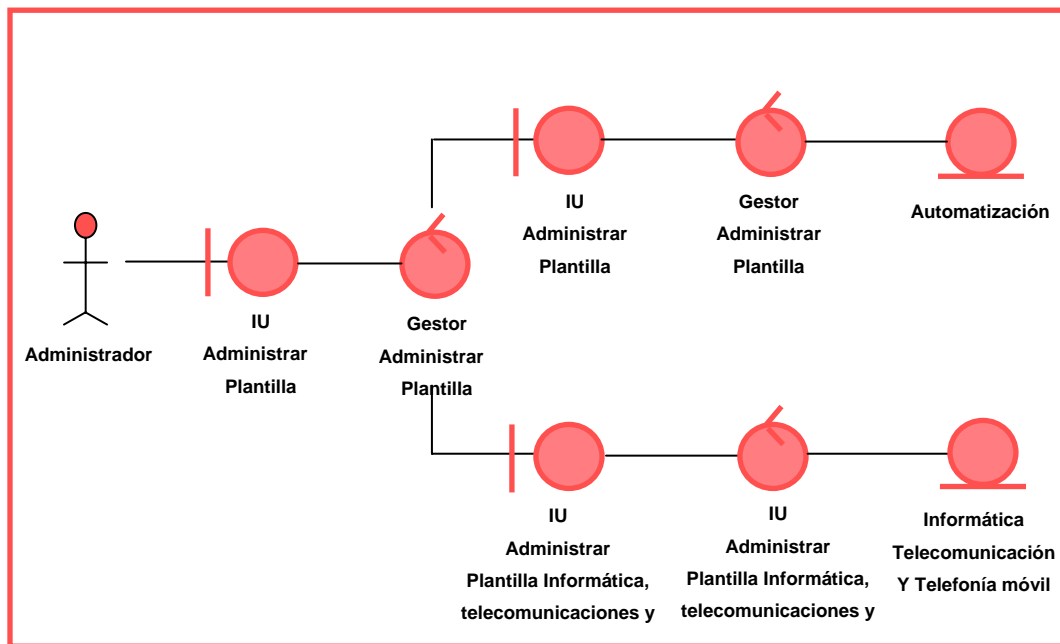 Administrador
IU
Administrar
Plantilla
Gestor
Administrar
Plantilla
IU
Administrar
Plantilla
Gestor
Administrar
Plantilla
Automatización
IU
Administrar
Plantilla Informática,
telecomunicaciones y
IU
Administrar
Plantilla Informática,
telecomunicaciones y
Informática
Telecomunicación
Y Telefonía móvil